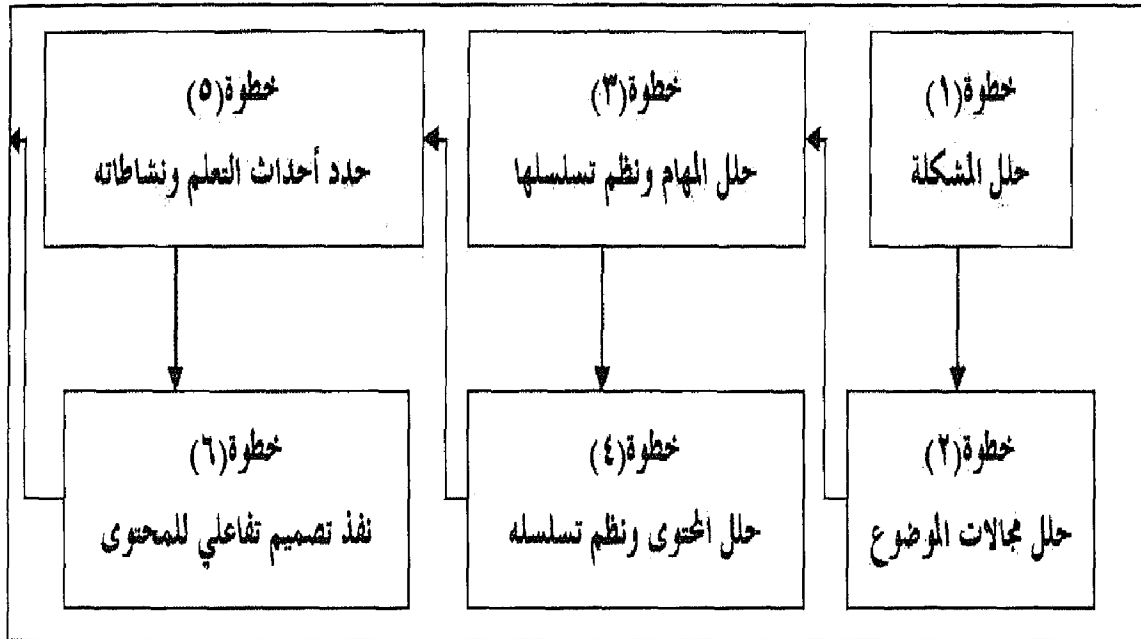 خطوة(١)
حلل المشكلة
خطوة(٢)
حلل مجالات الموضوع
خطوة(٣)
حلل المهام ونظم تسلسلها
خطوة(٤)
حلل المحتوى ونظم تسلسله
خطوة(٥)
حدد أحداث التعلم ونشاطاته
خطوة(٦)
نفذ تصميم تفاعلي للمحتوى